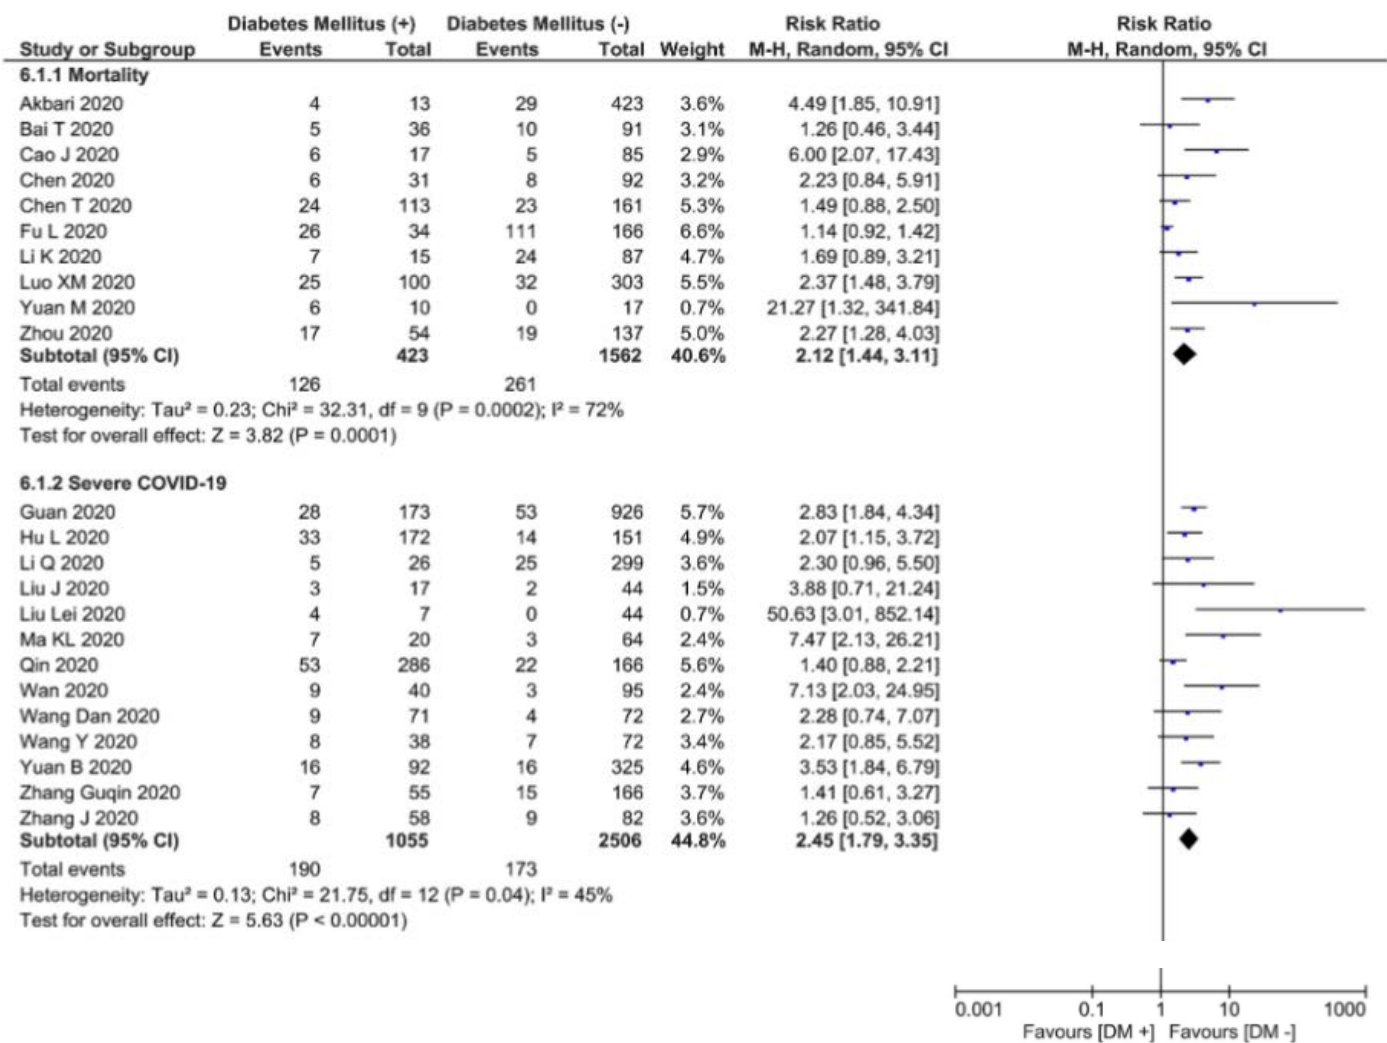 Diabetes Mellitus (+) Diabetes Mellitus (-) Risk Ratio Risk Ratio
Study or Subgroup Events Total Events Total Weight M-H, Random, 95% CI M-H, Random, 95% CI
6.1.1 Mortality
Akbari 2020 4 13 29 423 3.6% 4.49 [1.85, 10.91]
Bai T 2020 5 36 10 91 3.1% 1.26 [0.46, 3.44]
Cao J 2020 6 17 5 85 2.9% 6.00 [2.07, 17.43]
Chen 2020 6 31 8 92 3.2% 2.23 [0.84, 5.91]
Chen T 2020 24 113 23 161 5.3% 1.49 [0.88, 2.50]
Fu L 2020 26 34 111 166 6.6% 1.14 [0.92, 1.42]
Li K 2020 7 15 24 87 4.7% 1.69 [0.89, 3.21]
Luo XM 2020 25 100 32 303 5.5% 2.37 [1.48, 3.79]
Yuan M 2020 6 10 0 17 0.7% 21.27 [1.32, 341.84]
Zhou 2020 17 54 19 137 5.0% 2.27 [1.28, 4.03]
Subtotal (95% CI) 423 1562 40.6% 2.12 [1.44, 3.11]
Total events 126 261
Heterogeneity: Tau² = 0.23; Chi² = 32.31, df = 9 (P = 0.0002); I² = 72%
Test for overall effect: Z = 3.82 (P = 0.0001)
6.1.2 Severe COVID-19
Guan 2020 28 173 53 926 5.7% 2.83 [1.84, 4.34]
Hu L 2020 33 172 14 151 4.9% 2.07 [1.15, 3.72]
Li Q 2020 5 26 25 299 3.6% 2.30 [0.96, 5.50]
Liu J 2020 3 17 2 44 1.5% 3.88 [0.71, 21.24]
Liu Lei 2020 4 7 0 44 0.7% 50.63 [3.01, 852.14]
Ma KL 2020 7 20 3 64 2.4% 7.47 [2.13, 26.21]
Qin 2020 53 286 22 166 5.6% 1.40 [0.88, 2.21]
Wan 2020 9 40 3 95 2.4% 7.13 [2.03, 24.95]
Wang Dan 2020 9 71 4 72 2.7% 2.28 [0.74, 7.07]
Wang Y 2020 8 38 7 72 3.4% 2.17 [0.85, 5.52]
Yuan B 2020 16 92 16 325 4.6% 3.53 [1.84, 6.79]
Zhang Guqin 2020 7 55 15 166 3.7% 1.41 [0.61, 3.27]
Zhang J 2020 8 58 9 82 3.6% 1.26 [0.52, 3.06]
Subtotal (95% CI) 1055 2506 44.8% 2.45 [1.79, 3.35]
Total events 190 173
Heterogeneity: Tau² = 0.13; Chi² = 21.75, df = 12 (P = 0.04); I² = 45%
Test for overall effect: Z = 5.63 (P < 0.00001)
0.001 0.1 1 10 1000
Favours [DM +] Favours [DM -]